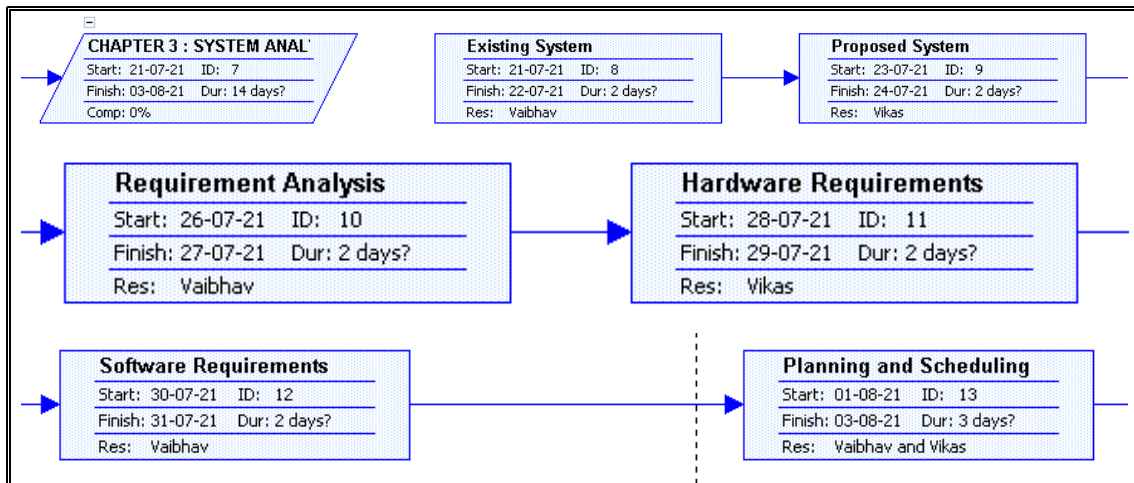 CHAPTER 3 : SYSTEM ANAL
Start: 21-07-21 ID: 7
Finish: 03-08-21 Dur: 14 days?
Comp: 0%
Existing System
Start: 21-07-21 ID: 8
Finish: 22-07-21 Dur: 2 days?
Res: Vaibhav
Proposed System
Start: 23-07-21 ID: 9
Finish: 24-07-21 Dur: 2 days?
Res: Vikas
Requirement Analysis
Start: 26-07-21 ID: 10
Finish: 27-07-21 Dur: 2 days?
Res: Vaibhav
Hardware Requirements
Start: 28-07-21 ID: 11
Finish: 29-07-21 Dur: 2 days?
Res: Vikas
Software Requirements
Start: 30-07-21 ID: 12
Finish: 31-07-21 Dur: 2 days?
Res: Vaibhav
Planning and Scheduling
Start: 01-08-21 ID: 13
Finish: 03-08-21 Dur: 3 days?
Res: Vaibhav and Vikas